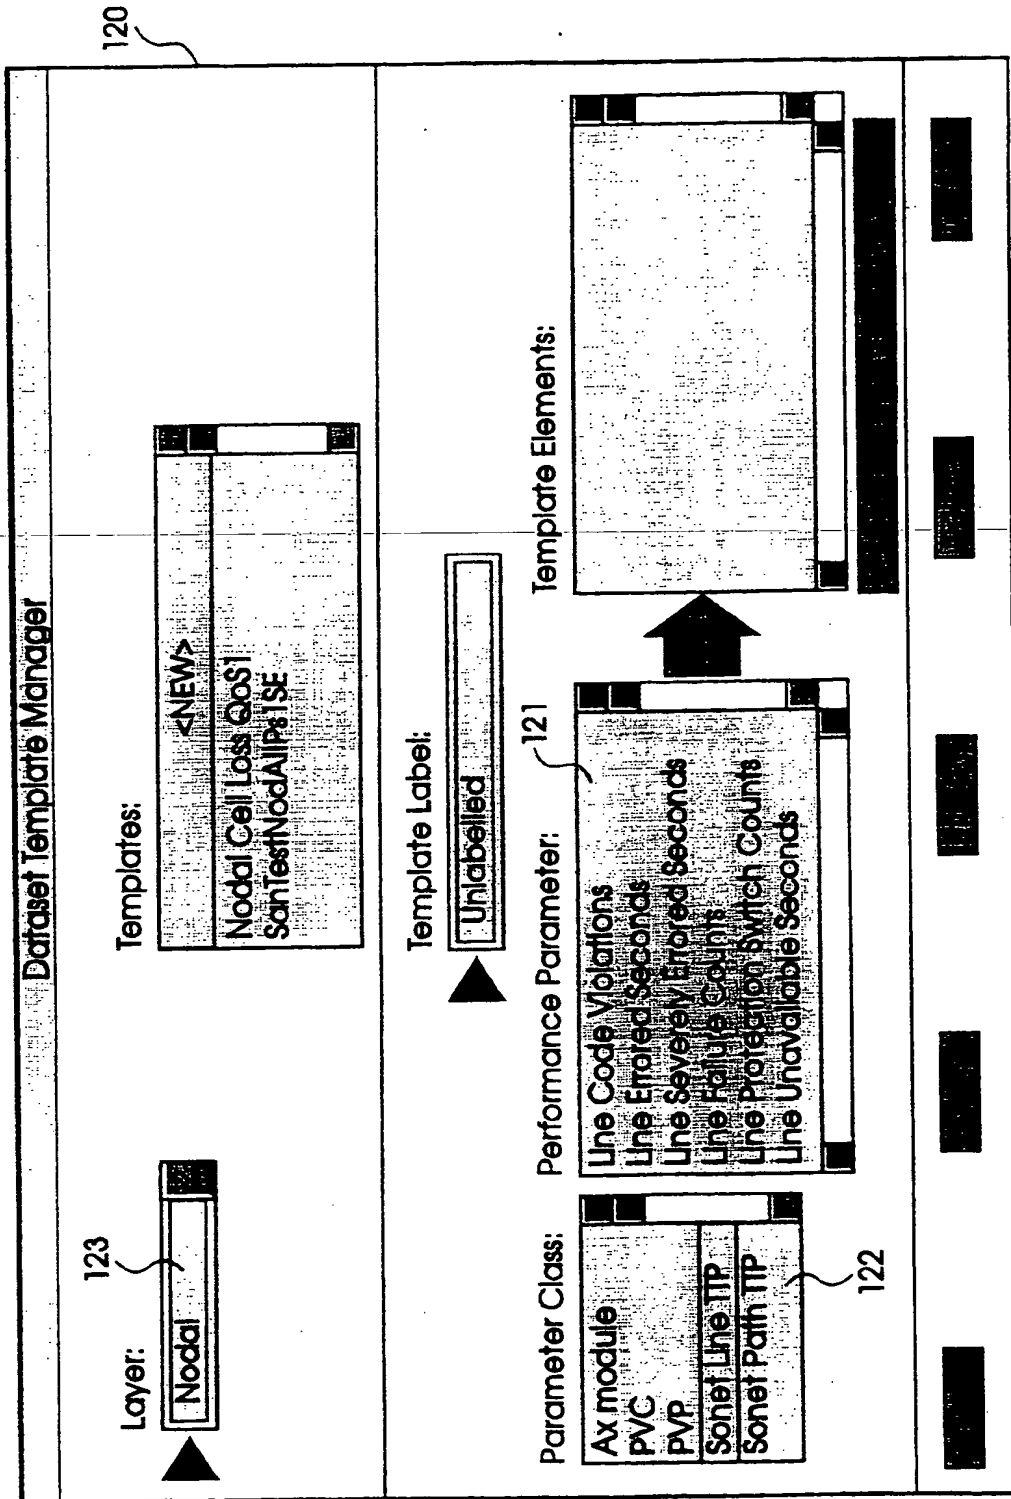 120
Dataset Template Manager
Layer:
123
Nodal
Templates:
<NEW>
Nodal Cell Loss QoS1
SanTestNodAllPs1SE
Template Label:
Unlabelled
Parameter Class:
Ax module
PVC
PVP
Sonet Line TTP
Sonet Path TTP
122
Performance Parameter:
121
Line Code Violations
Line Errored Seconds
Line Severely Errored Seconds
Line Failure Counts
Line Protection Switch Counts
Line Unavailable Seconds
Template Elements: